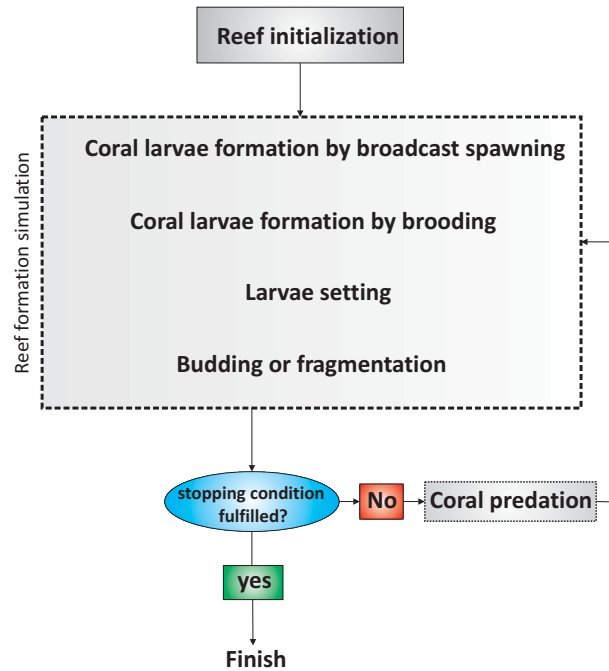 Reef initialization
Reef formation simulation
Coral larvae formation by broadcast spawning
Coral larvae formation by brooding
Larvae setting
Budding or fragmentation
stopping condition
fulfilled?
No
Coral predation
yes
Finish